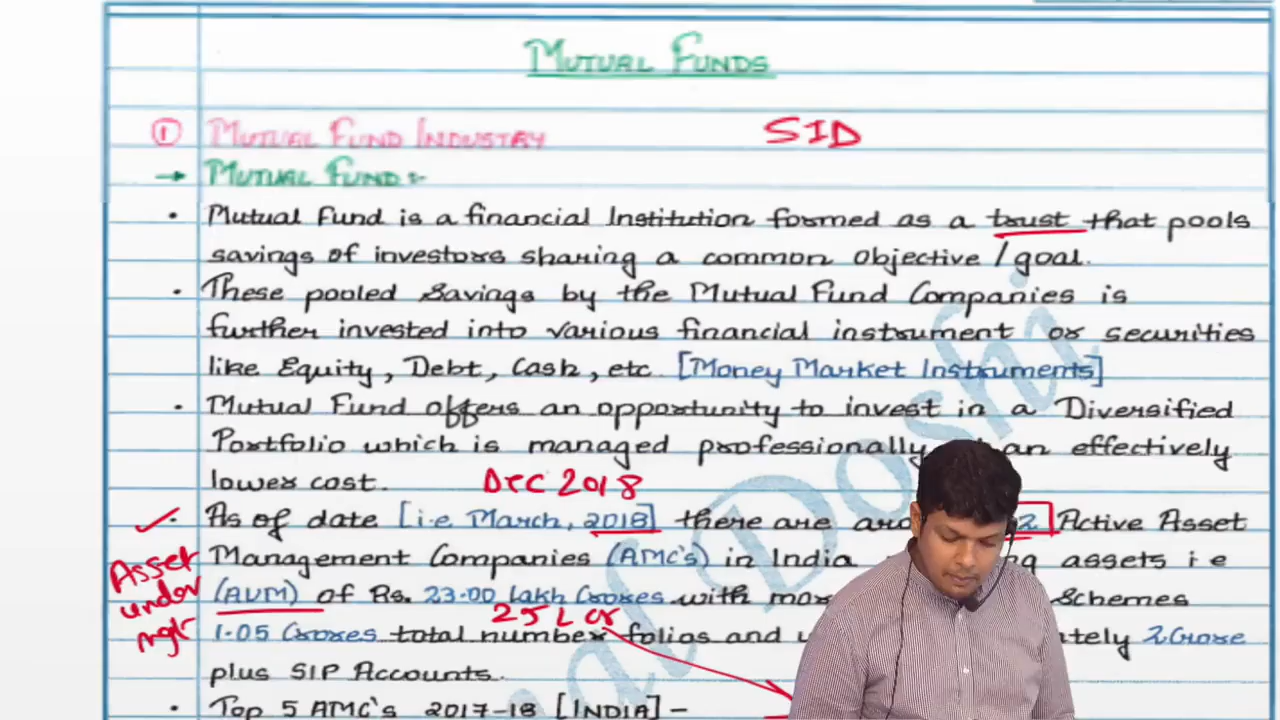 MUTUAL FUNDS
① MUTUAL FUND INDUSTRY SID
→ MUTUAL FUND:-
• Mutual Fund is a financial Institution formed as a trust that pools
savings of investors sharing a common objective / goal.
• These pooled savings by the Mutual Fund Companies is
further invested into various financial instrument or securities
like Equity, Debt, Cash, etc. [Money Market Instruments]
• Mutual Fund offers an opportunity to invest in a Diversified
Portfolio which is managed professionally an effectively
lower cost. Dec 2018
• As of date [i.e March, 2018] there are 2 Active Asset
Asset under mgt
Management Companies (AMC's) in India assets i e
(AUM) of Rs. 23.00 Lakh Crores with Schemes
25 L Cr
1.05 Crores total number folios and 2 Crore
plus SIP Accounts.
• Top 5 AMC's 2017-18 [INDIA] -